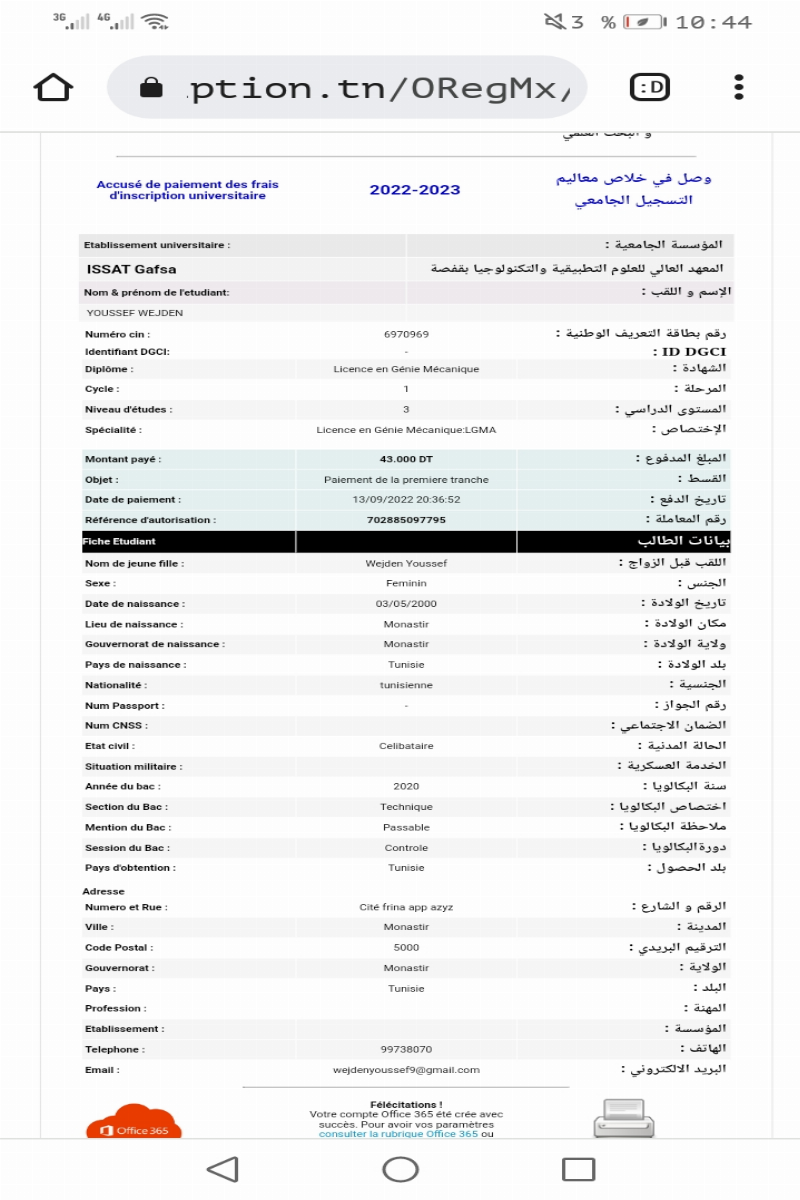 3G 4G 3 % 10:44
.ption.tn/ORegMx/ :D
و البحث العلمي
Accusé de paiement des frais d'inscription universitaire 2022-2023 وصل في خلاص معاليم التسجيل الجامعي
Etablissement universitaire : المؤسسة الجامعية :
ISSAT Gafsa المعهد العالي للعلوم التطبيقية والتكنولوجيا بقفصة
Nom & prénom de l'etudiant: الإسم و اللقب :
YOUSSEF WEJDEN
Numéro cin : 6970969 رقم بطاقة التعريف الوطنية :
Identifiant DGCI: - ID DGCI :
Diplôme : Licence en Génie Mécanique الشهادة :
Cycle : 1 المرحلة :
Niveau d'études : 3 المستوى الدراسي :
Spécialité : Licence en Génie Mécanique:LGMA الإختصاص :
Montant payé : 43.000 DT المبلغ المدفوع :
Objet : Paiement de la premiere tranche القسط :
Date de paiement : 13/09/2022 20:36:52 تاريخ الدفع :
Référence d'autorisation : 702885097795 رقم المعاملة :
Fiche Etudiant بيانات الطالب
Nom de jeune fille : Wejden Youssef اللقب قبل الزواج :
Sexe : Feminin الجنس :
Date de naissance : 03/05/2000 تاريخ الولادة :
Lieu de naissance : Monastir مكان الولادة :
Gouvernorat de naissance : Monastir ولاية الولادة :
Pays de naissance : Tunisie بلد الولادة :
Nationalité : tunisienne الجنسية :
Num Passport : - رقم الجواز :
Num CNSS : الضمان الاجتماعي :
Etat civil : Celibataire الحالة المدنية :
Situation militaire : الخدمة العسكرية :
Année du bac : 2020 سنة البكالويا :
Section du Bac : Technique اختصاص البكالويا :
Mention du Bac : Passable ملاحظة البكالويا :
Session du Bac : Controle دورةالبكالويا :
Pays d'obtention : Tunisie بلد الحصول :
Adresse
Numero et Rue : Cité frina app azyz الرقم و الشارع :
Ville : Monastir المدينة :
Code Postal : 5000 الترقيم البريدي :
Gouvernorat : Monastir الولاية :
Pays : Tunisie البلد :
Profession : المهنة :
Etablissement : المؤسسة :
Telephone : 99738070 الهاتف :
Email : wejdenyoussef9@gmail.com البريد الالكتروني :
Félécitations !
Votre compte Office 365 été crée avec
Office 365 succès. Pour avoir vos paramètres
consulter la rubrique Office 365 ou